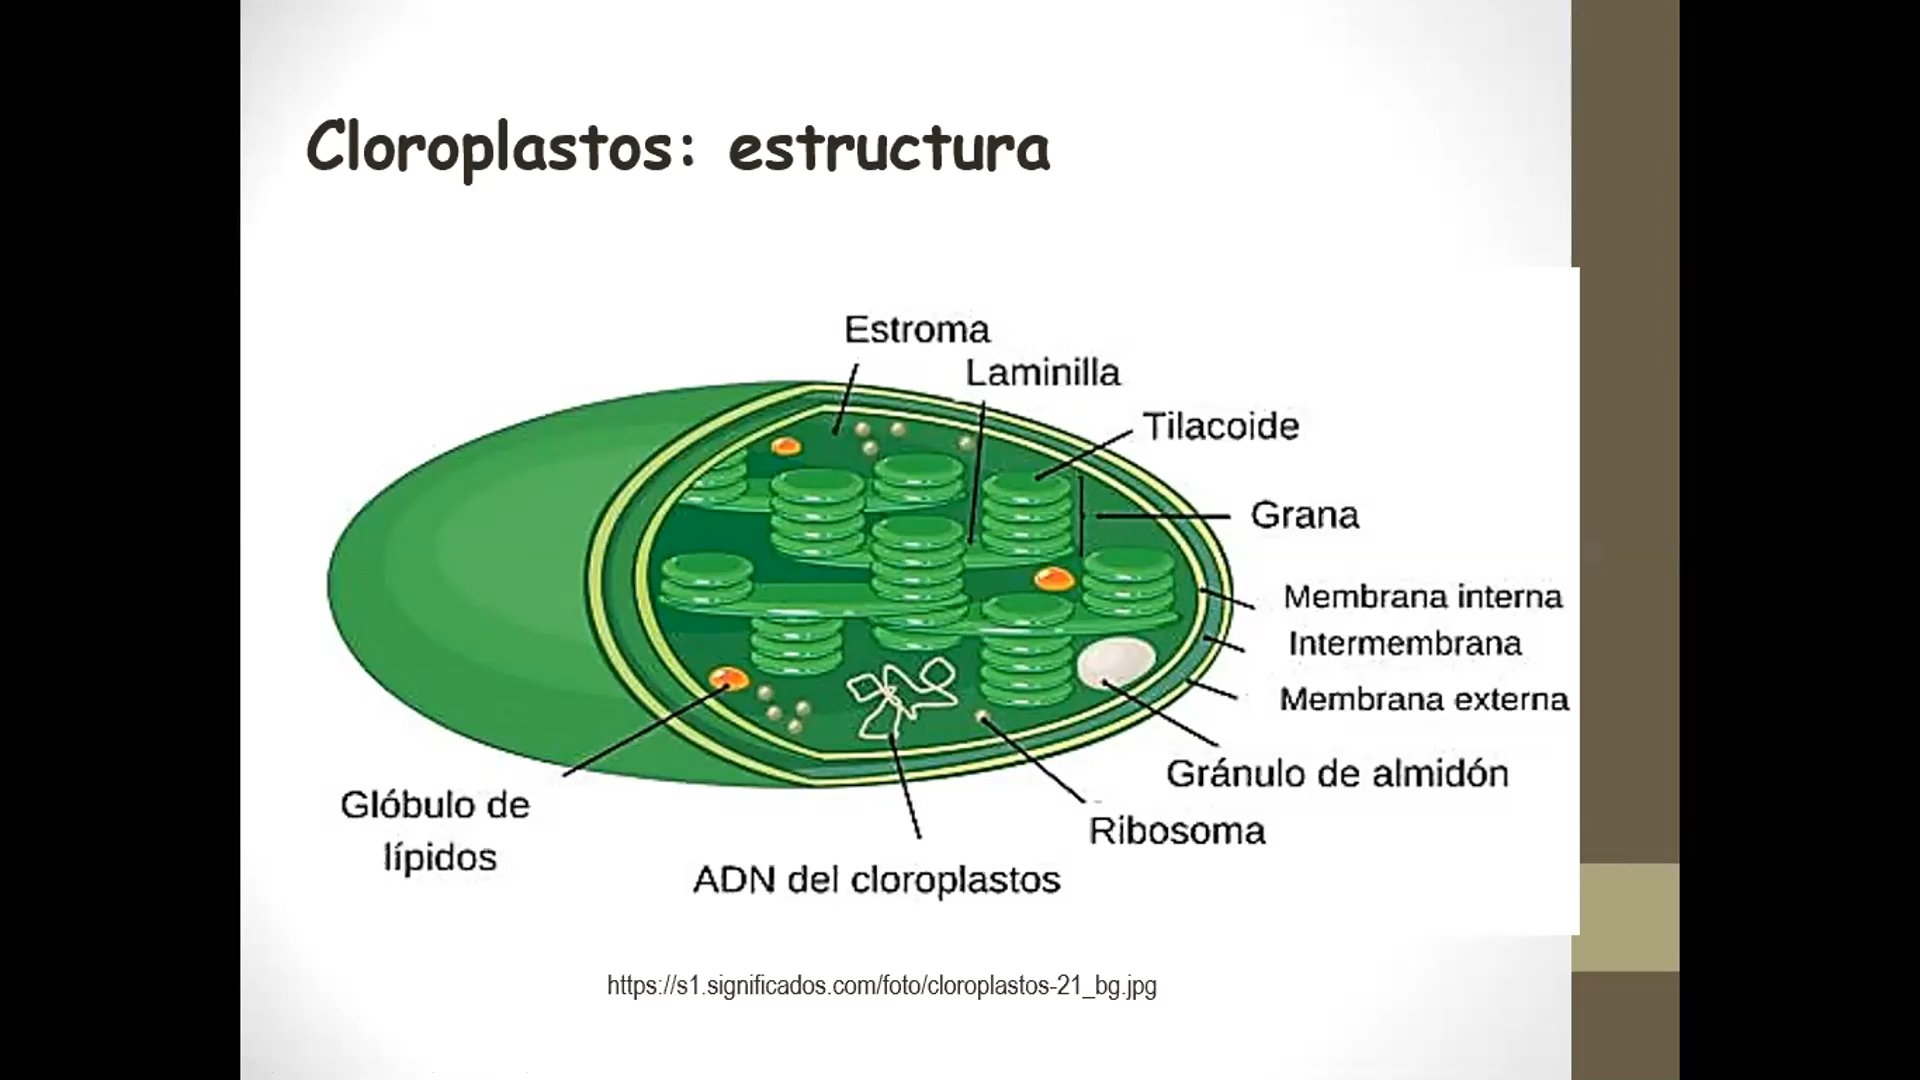 Cloroplastos: estructura
Estroma
Laminilla
Tilacoide
Grana
Membrana interna
Intermembrana
Membrana externa
Gránulo de almidón
Ribosoma
Glóbulo de
lípidos
ADN del cloroplastos
https://s1.significados.com/foto/cloroplastos-21_bg.jpg